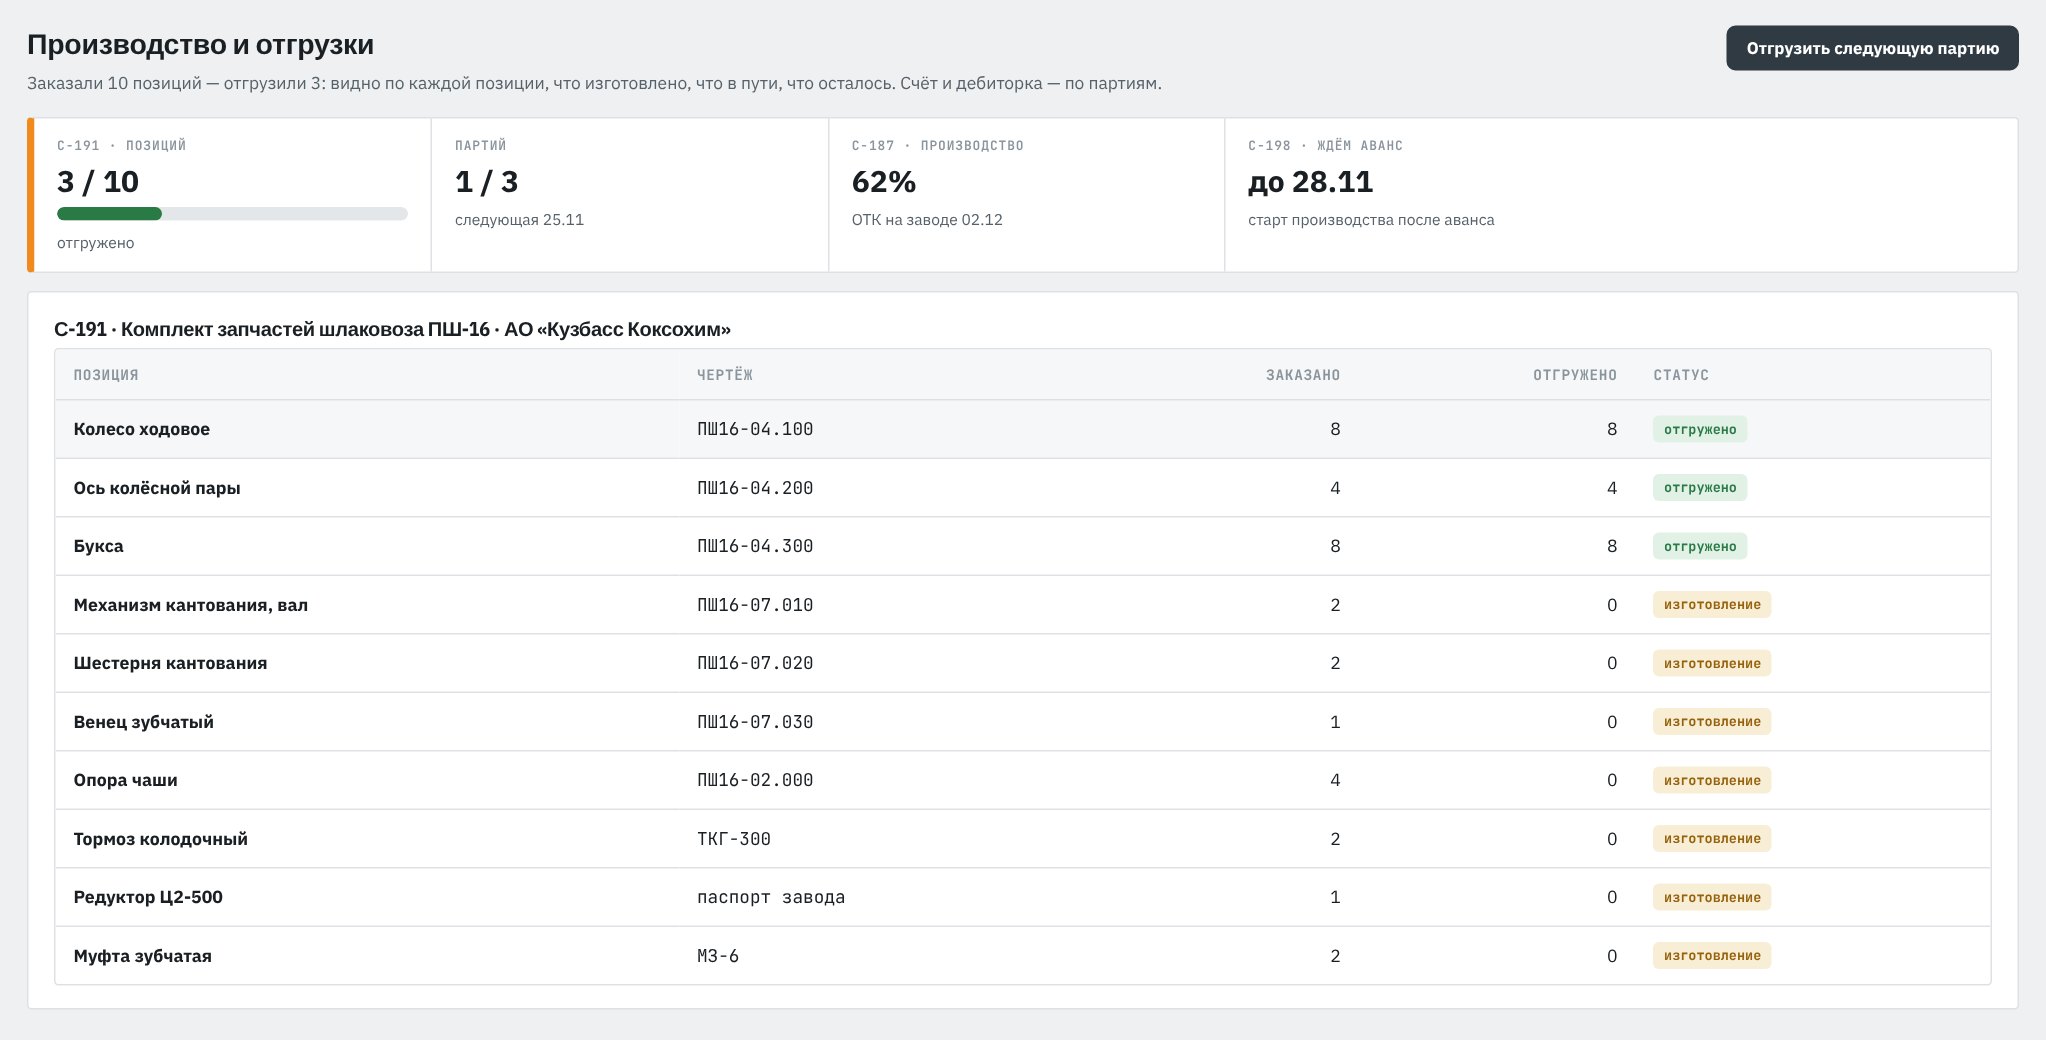 Производство и отгрузки
Отгрузить следующую партию
Заказали 10 позиций — отгрузили 3: видно по каждой позиции, что изготовлено, что в пути, что осталось. Счёт и дебиторка — по партиям.
С-191 · ПОЗИЦИЙ
3 / 10
отгружено
ПАРТИЙ
1 / 3
следующая 25.11
С-187 · ПРОИЗВОДСТВО
62%
ОТК на заводе 02.12
С-198 · ЖДЁМ АВАНС
до 28.11
старт производства после аванса
С-191 · Комплект запчастей шлаковоза ПШ-16 · АО «Кузбасс Коксохим»
ПОЗИЦИЯ ЧЕРТЁЖ ЗАКАЗАНО ОТГРУЖЕНО СТАТУС
Колесо ходовое ПШ16-04.100 8 8 отгружено
Ось колёсной пары ПШ16-04.200 4 4 отгружено
Букса ПШ16-04.300 8 8 отгружено
Механизм кантования, вал ПШ16-07.010 2 0 изготовление
Шестерня кантования ПШ16-07.020 2 0 изготовление
Венец зубчатый ПШ16-07.030 1 0 изготовление
Опора чаши ПШ16-02.000 4 0 изготовление
Тормоз колодочный ТКГ-300 2 0 изготовление
Редуктор Ц2-500 паспорт завода 1 0 изготовление
Муфта зубчатая МЗ-6 2 0 изготовление